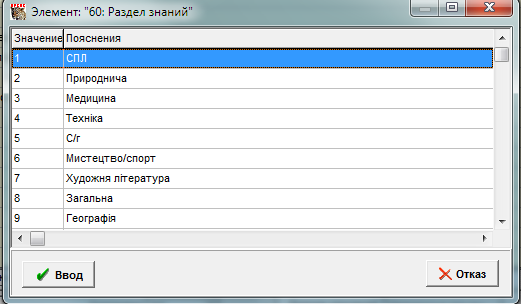 Элемент: "60: Раздел знаний"
Значение Пояснения
1 СПЛ
2 Природнича
3 Медицина
4 Техніка
5 С/г
6 Мистецтво/спорт
7 Художня література
8 Загальна
9 Географія
Ввод Отказ